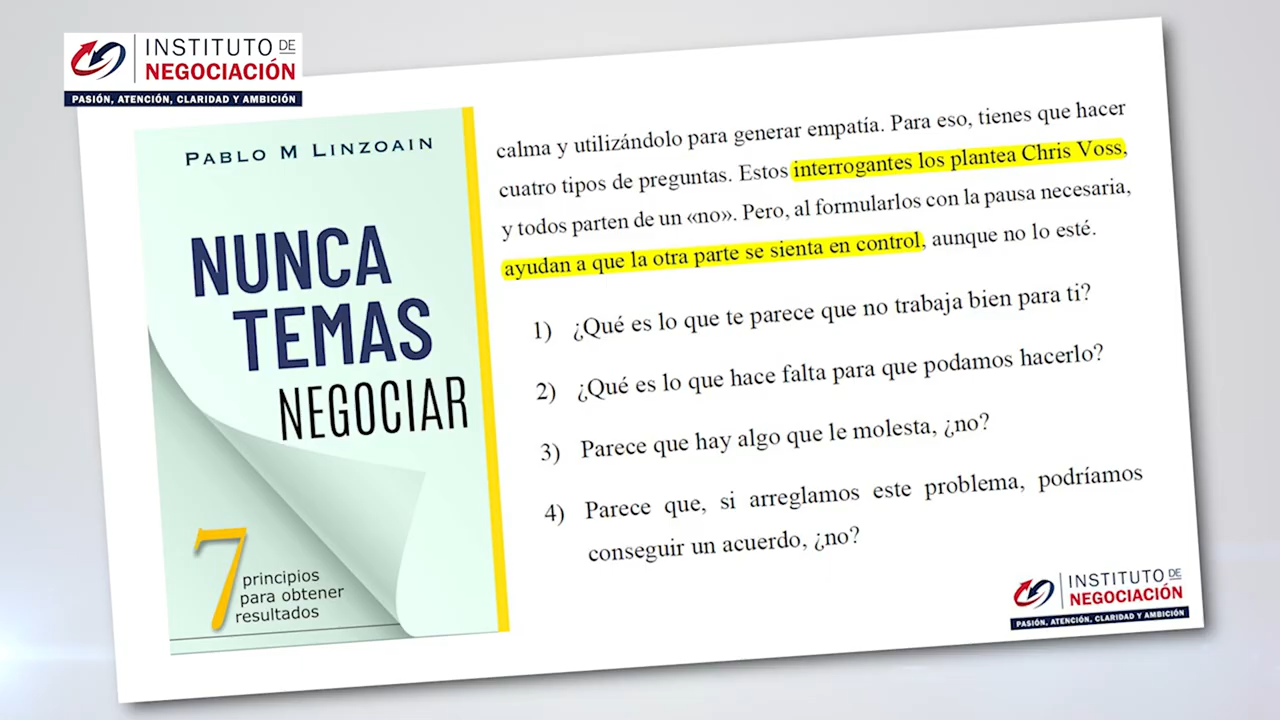 INSTITUTO DE
NEGOCIACIÓN
PASIÓN, ATENCIÓN, CLARIDAD Y AMBICIÓN
PABLO M LINZOAIN
NUNCA
TEMAS
NEGOCIAR
7 principios
para obtener
resultados
calma y utilizándolo para generar empatía. Para eso, tienes que hacer
cuatro tipos de preguntas. Estos interrogantes los plantea Chris Voss,
y todos parten de un «no». Pero, al formularlos con la pausa necesaria,
ayudan a que la otra parte se sienta en control, aunque no lo esté.
1) ¿Qué es lo que te parece que no trabaja bien para ti?
2) ¿Qué es lo que hace falta para que podamos hacerlo?
3) Parece que hay algo que le molesta, ¿no?
4) Parece que, si arreglamos este problema, podríamos
conseguir un acuerdo, ¿no?
INSTITUTO DE
NEGOCIACIÓN
PASIÓN, ATENCIÓN, CLARIDAD Y AMBICIÓN